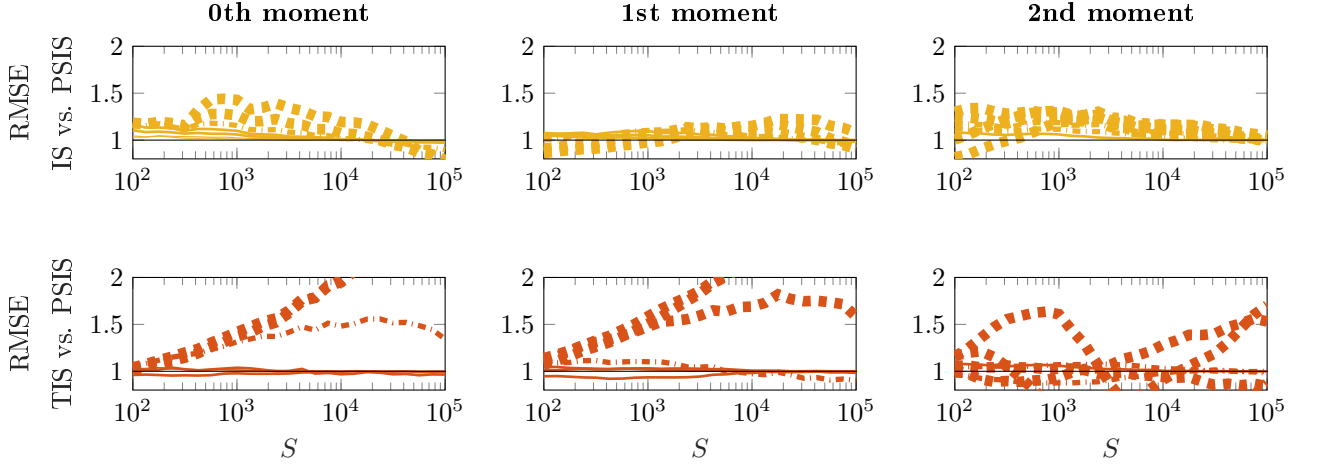 0th moment 1st moment 2nd moment
RMSE
IS vs. PSIS
2 2 2
1.5 1.5 1.5
1 1 1
10^2 10^3 10^4 10^5 10^2 10^3 10^4 10^5 10^2 10^3 10^4 10^5
RMSE
TIS vs. PSIS
2 2 2
1.5 1.5 1.5
1 1 1
10^2 10^3 10^4 10^5 10^2 10^3 10^4 10^5 10^2 10^3 10^4 10^5
S S S